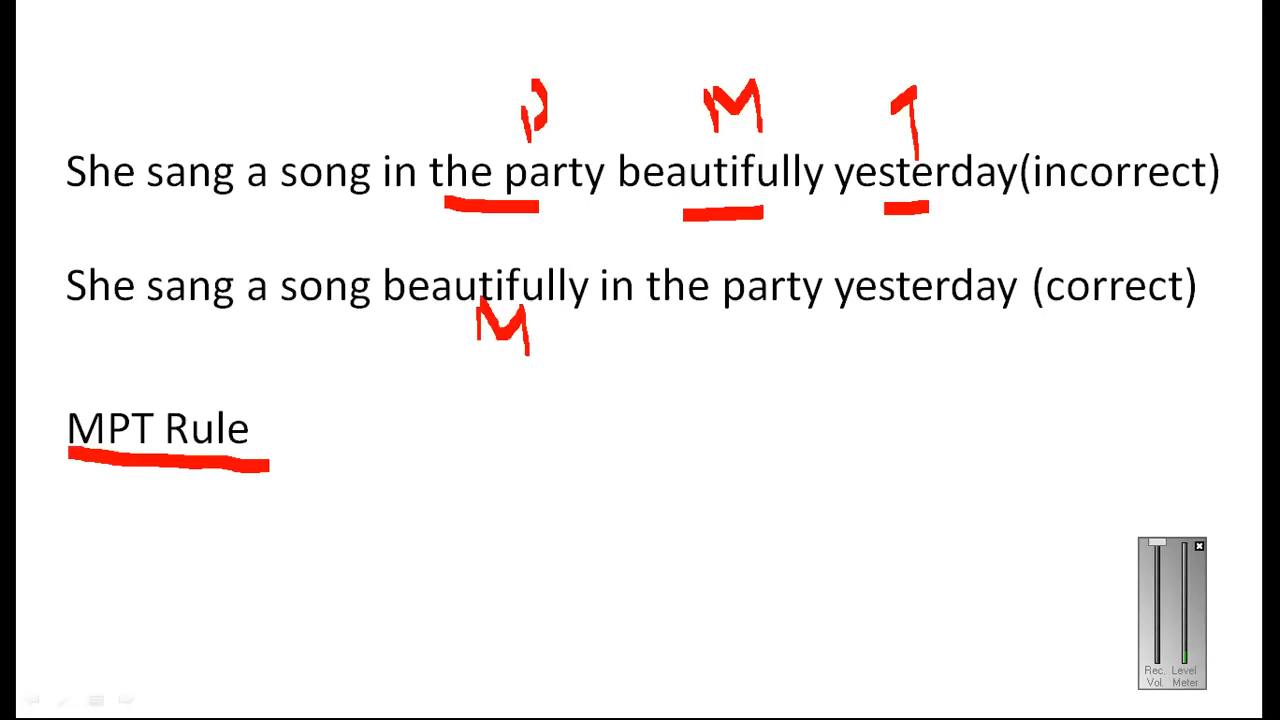 P M T
She sang a song in the party beautifully yesterday(incorrect)
She sang a song beautifully in the party yesterday (correct)
M
MPT Rule
Rec. Level
Vol. Meter